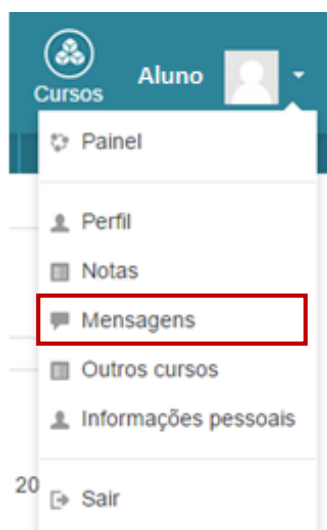 Cursos
Aluno
Painel
Perfil
Notas
Mensagens
Outros cursos
Informações pessoais
20
Sair